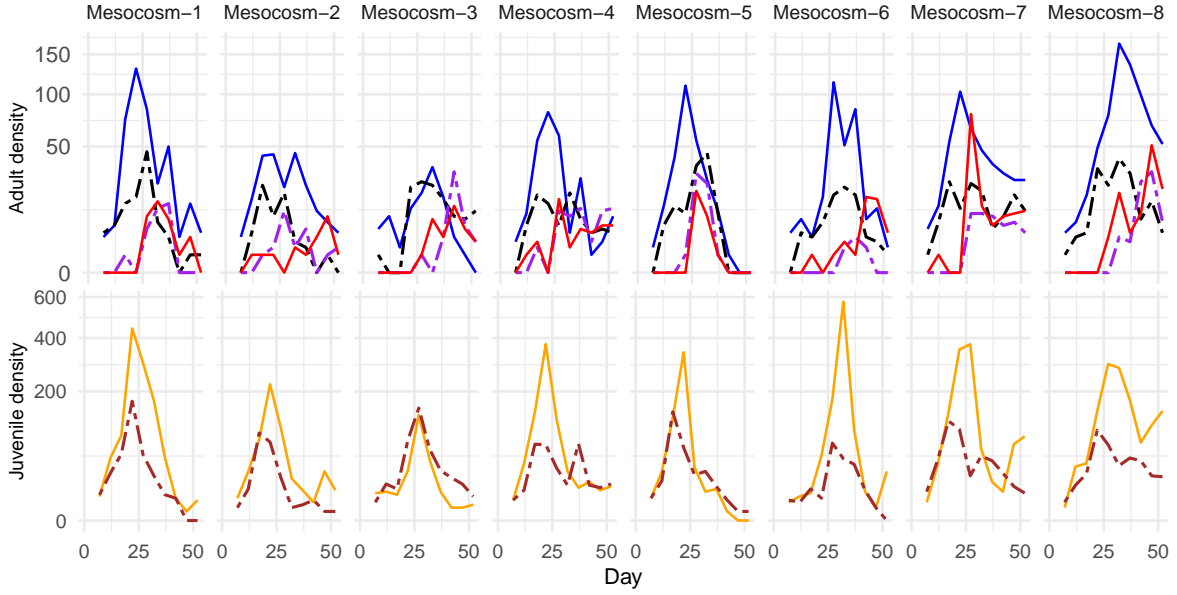 Mesocosm−1 Mesocosm−2 Mesocosm−3 Mesocosm−4 Mesocosm−5 Mesocosm−6 Mesocosm−7 Mesocosm−8
Adult density
150
100
50
0
Juvenile density
600
400
200
0
0 25 50 0 25 50 0 25 50 0 25 50 0 25 50 0 25 50 0 25 50 0 25 50
Day